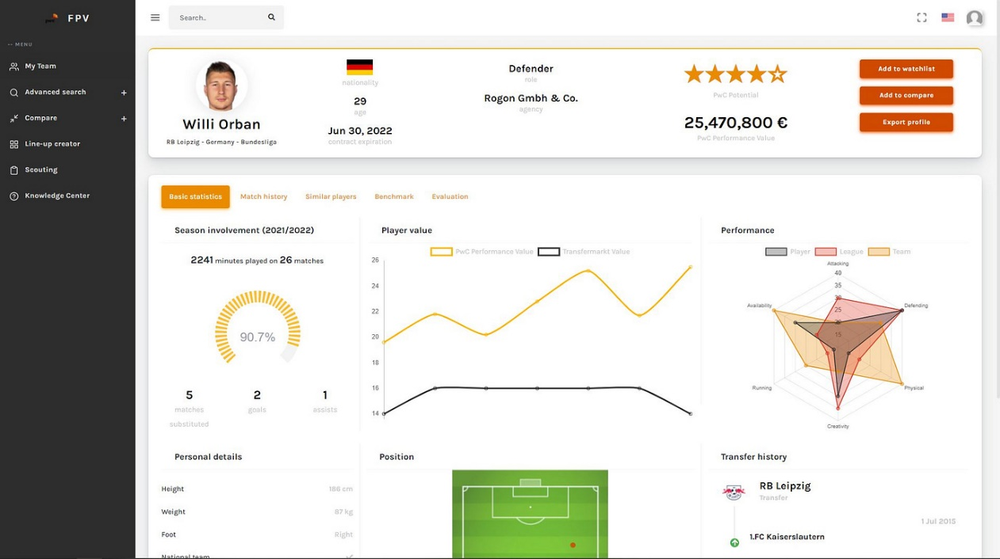 FPV
-- MENU
My Team
Advanced search +
Compare +
Line-up creator
Scouting
Knowledge Center
Search..
Willi Orban
RB Leipzig - Germany - Bundesliga
nationality
29
age
Jun 30, 2022
contract expiration
Defender
role
Rogon Gmbh & Co.
agency
PwC Potential
25,470,800 €
PwC Performance Value
Add to watchlist
Add to compare
Export profile
Basic statistics Match history Similar players Benchmark Evaluation
Season involvement (2021/2022)
2241 minutes played on 26 matches
90.7%
5 2 1
matches goals assists
substituted
Player value
PwC Performance Value Transfermarkt Value
26
24
22
20
18
16
14
Performance
Player League Team
Attacking
40
35
30
25
20
15
Availability Defending
Running Physical
Creativity
Personal details
Height 186 cm
Weight 87 kg
Foot Right
National team
Position
Transfer history
RB Leipzig
Transfer
1 Jul 2015
1.FC Kaiserslautern